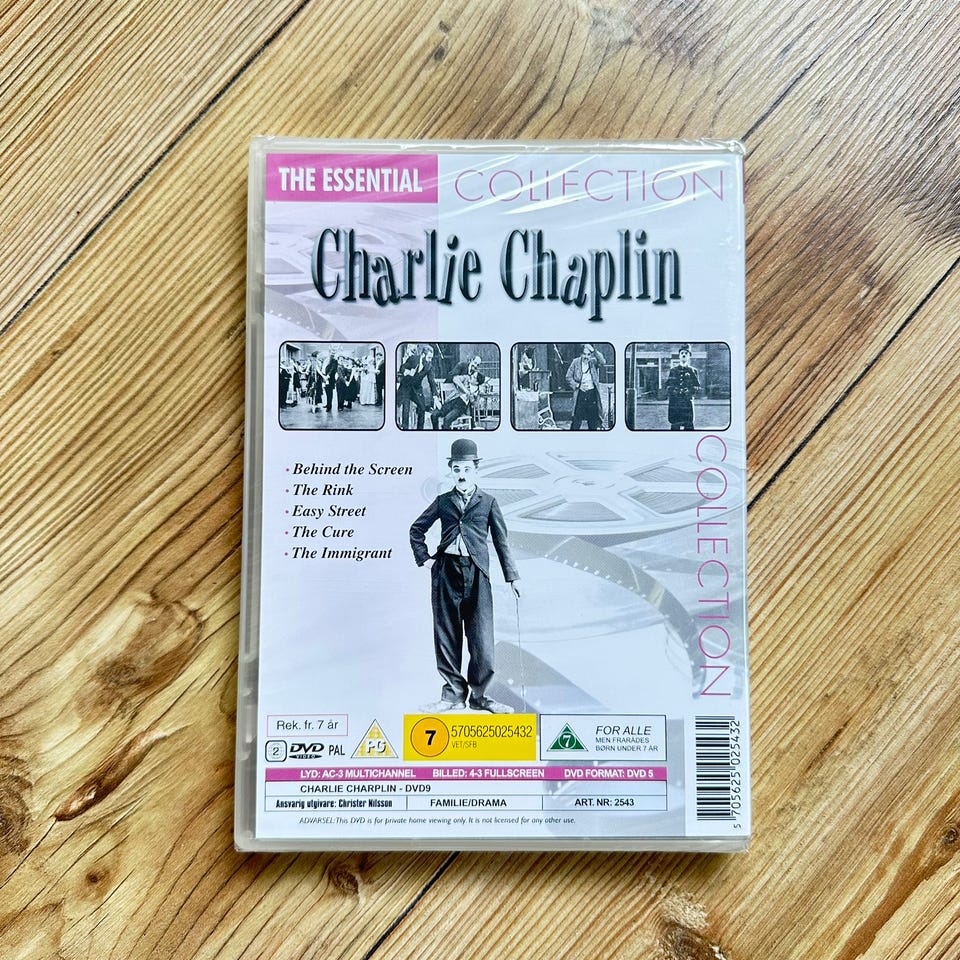 THE ESSENTIAL COLLECTION
Charlie Chaplin
COLLECTION
· Behind the Screen
· The Rink
· Easy Street
· The Cure
· The Immigrant
Rek. fr. 7 år
2 DVD VIDEO PAL
PG
7 5705625025432
VET/SFB
7 FOR ALLE
MEN FRARÅDES
BØRN UNDER 7 ÅR
LYD: AC-3 MULTICHANNEL BILLED: 4-3 FULLSCREEN DVD FORMAT: DVD 5
CHARLIE CHARPLIN - DVD9
Ansvarig utgivare: Christer Nilsson FAMILIE/DRAMA ART. NR: 2543
ADVARSEL: This DVD is for private home viewing only. It is not licensed for any other use.
5 705625 025432